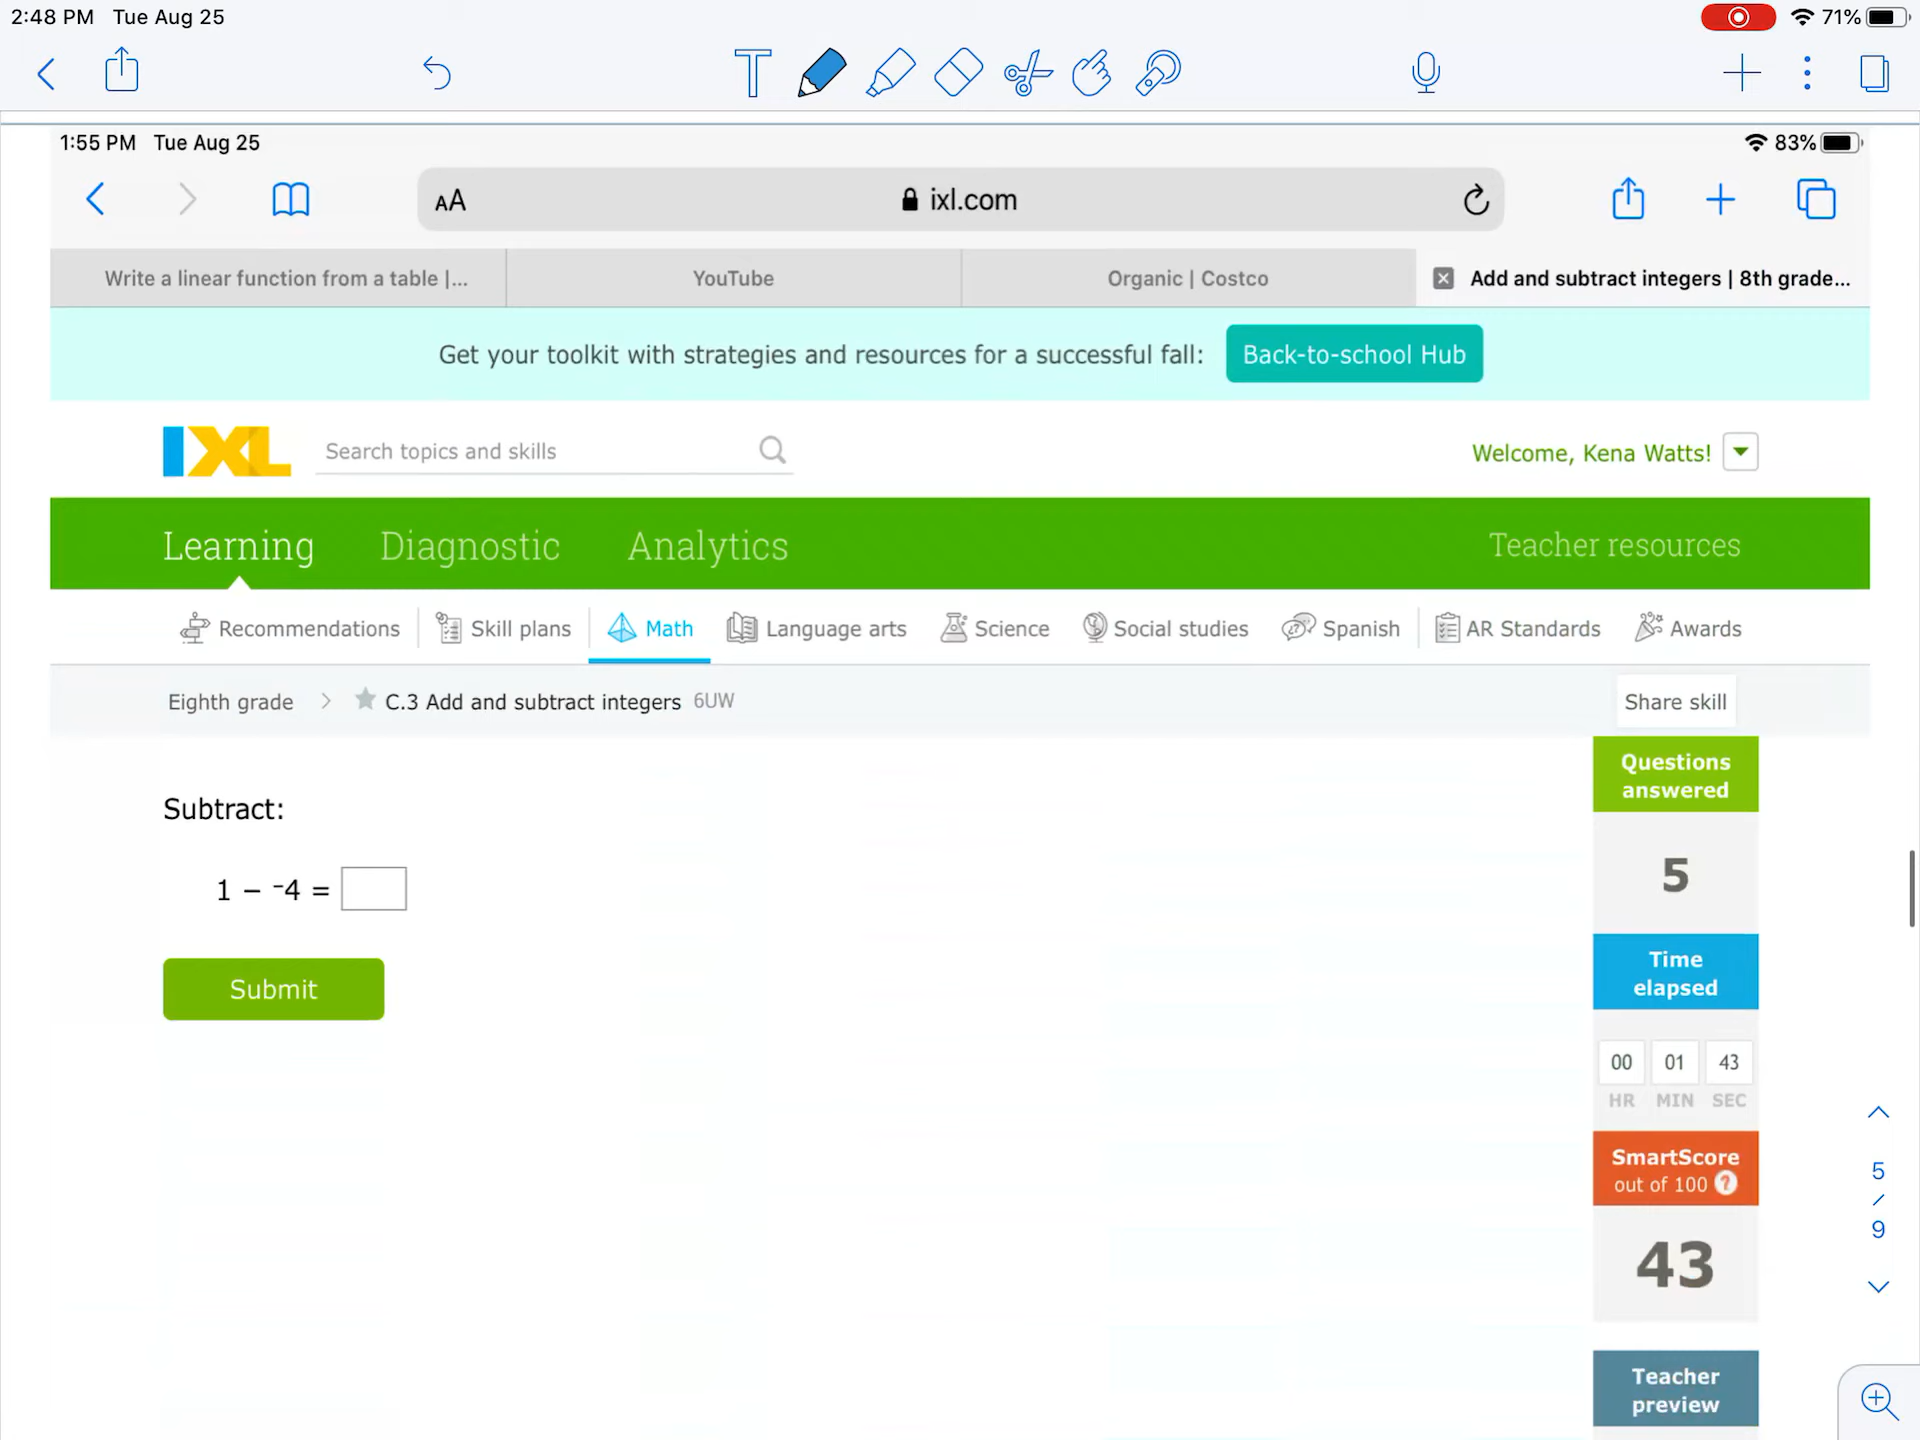 2:48 PM Tue Aug 25
71%
1:55 PM Tue Aug 25
83%
AA
ixl.com
Write a linear function from a table |...
YouTube
Organic | Costco
Add and subtract integers | 8th grade...
Get your toolkit with strategies and resources for a successful fall:
Back-to-school Hub
IXL
Search topics and skills
Welcome, Kena Watts!
Learning
Diagnostic
Analytics
Teacher resources
Recommendations
Skill plans
Math
Language arts
Science
Social studies
Spanish
AR Standards
Awards
Eighth grade > C.3 Add and subtract integers 6UW
Share skill
Subtract:
1 − ⁻4 =
Submit
Questions
answered
5
Time
elapsed
00 01 43
HR MIN SEC
SmartScore
out of 100 ?
43
Teacher
preview
5
/
9